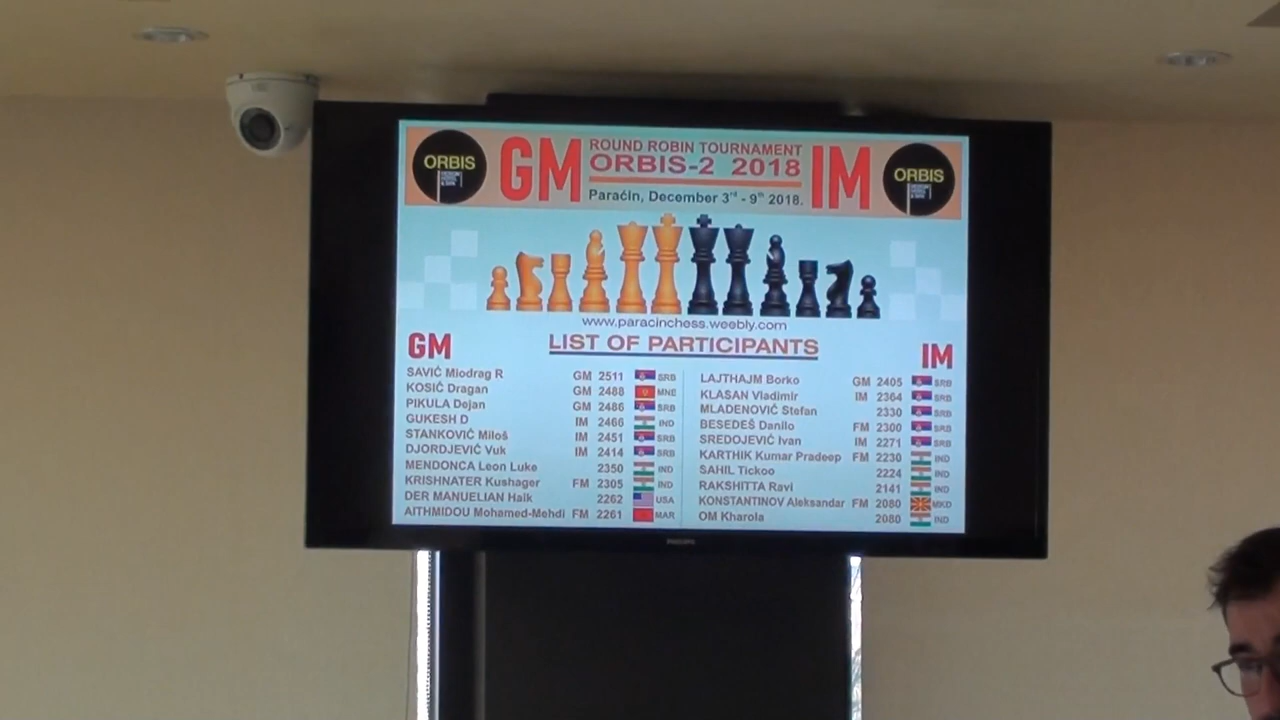 ORBIS
GM
ROUND ROBIN TOURNAMENT
ORBIS-2 2018
Paraćin, December 3rd - 9th 2018.
IM
ORBIS
www.paracinchess.weebly.com
LIST OF PARTICIPANTS
GM
SAVIĆ Miodrag R GM 2511 SRB
KOSIĆ Dragan GM 2488 MNE
PIKULA Dejan GM 2486 SRB
GUKESH D IM 2466 IND
STANKOVIĆ Miloš IM 2451 SRB
DJORDJEVIĆ Vuk IM 2414 SRB
MENDONCA Leon Luke 2350 IND
KRISHNATER Kushager FM 2305 IND
DER MANUELIAN Haik 2262 USA
AITHMIDOU Mohamed-Mehdi FM 2261 MAR
IM
LAJTHAJM Borko GM 2405 SRB
KLASAN Vladimir IM 2364 SRB
MLADENOVIĆ Stefan 2330 SRB
BESEDEŠ Danilo FM 2300 SRB
SREDOJEVIĆ Ivan IM 2271 SRB
KARTHIK Kumar Pradeep FM 2230 IND
SAHIL Tickoo 2224 IND
RAKSHITTA Ravi 2141 IND
KONSTANTINOV Aleksandar FM 2080 MKD
OM Kharola 2080 IND
PHILIPS